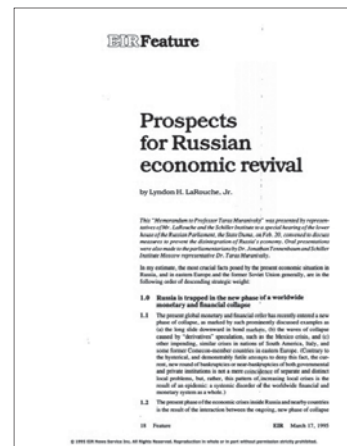 EIRFeature
Prospects
for Russian
economic revival
by Lyndon H. LaRouche, Jr.
This "Memorandum to Professor Taras Muranivsky" was presented by represen-
tatives of Mr. LaRouche and the Schiller Institute to a special hearing of the lower
house of the Russian Parliament, the State Duma, on Feb. 20, convened to discuss
measures to prevent the disintegration of Russia's economy. Oral presentations
were also made to the parliamentarians by Dr. Jonathan Tennenbaum and Schiller
Institute Moscow representative Dr. Taras Muranivsky.
In my estimate, the most crucial facts posed by the present economic situation in
Russia, and in eastern Europe and the former Soviet Union generally, are in the
following order of descending strategic weight:
1.0 Russia is trapped in the new phase of a worldwide
monetary and financial collapse
1.1 The present global monetary and financial order has recently entered a new
phase of collapse, as marked by such prominently discussed examples as
(a) the long slide downward in bond markets, (b) the waves of collapse
caused by "derivatives" speculation, such as the Mexico crisis, and (c)
other impending, similar crises in nations of South America, Italy, and
some former Comecon-member countries in eastern Europe. (Contrary to
the hysterical, and demonstrably futile attempts to deny this fact, the cur-
rent, new round of bankruptcies or near-bankruptcies of both governmental
and private institutions is not a mere coincidence of separate and distinct
local problems, but, rather, this pattern of increasing local crises is the
result of an epidemic: a systemic disorder of the worldwide financial and
monetary system as a whole.)
1.2 The present phase of the economic crises inside Russia and nearby countries
is the result of the interaction between the ongoing, new phase of collapse
18 Feature EIR March 17, 1995
© 1995 EIR News Service Inc. All Rights Reserved. Reproduction in whole or in part without permission strictly prohibited.